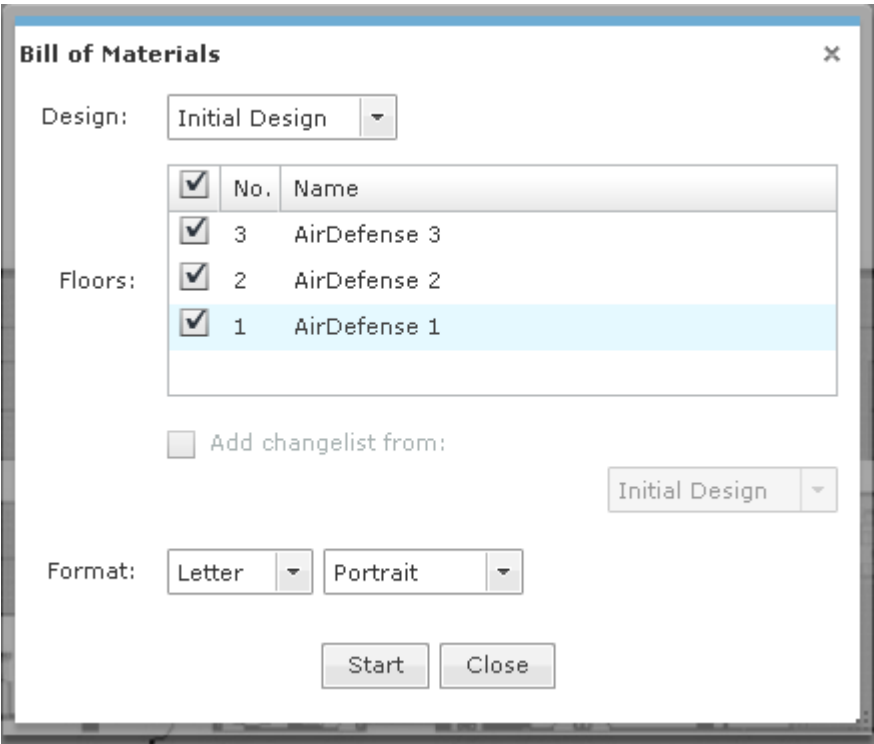 Bill of Materials
Design: Initial Design
No. Name
3 AirDefense 3
Floors: 2 AirDefense 2
1 AirDefense 1
Add changelist from:
Initial Design
Format: Letter Portrait
Start Close